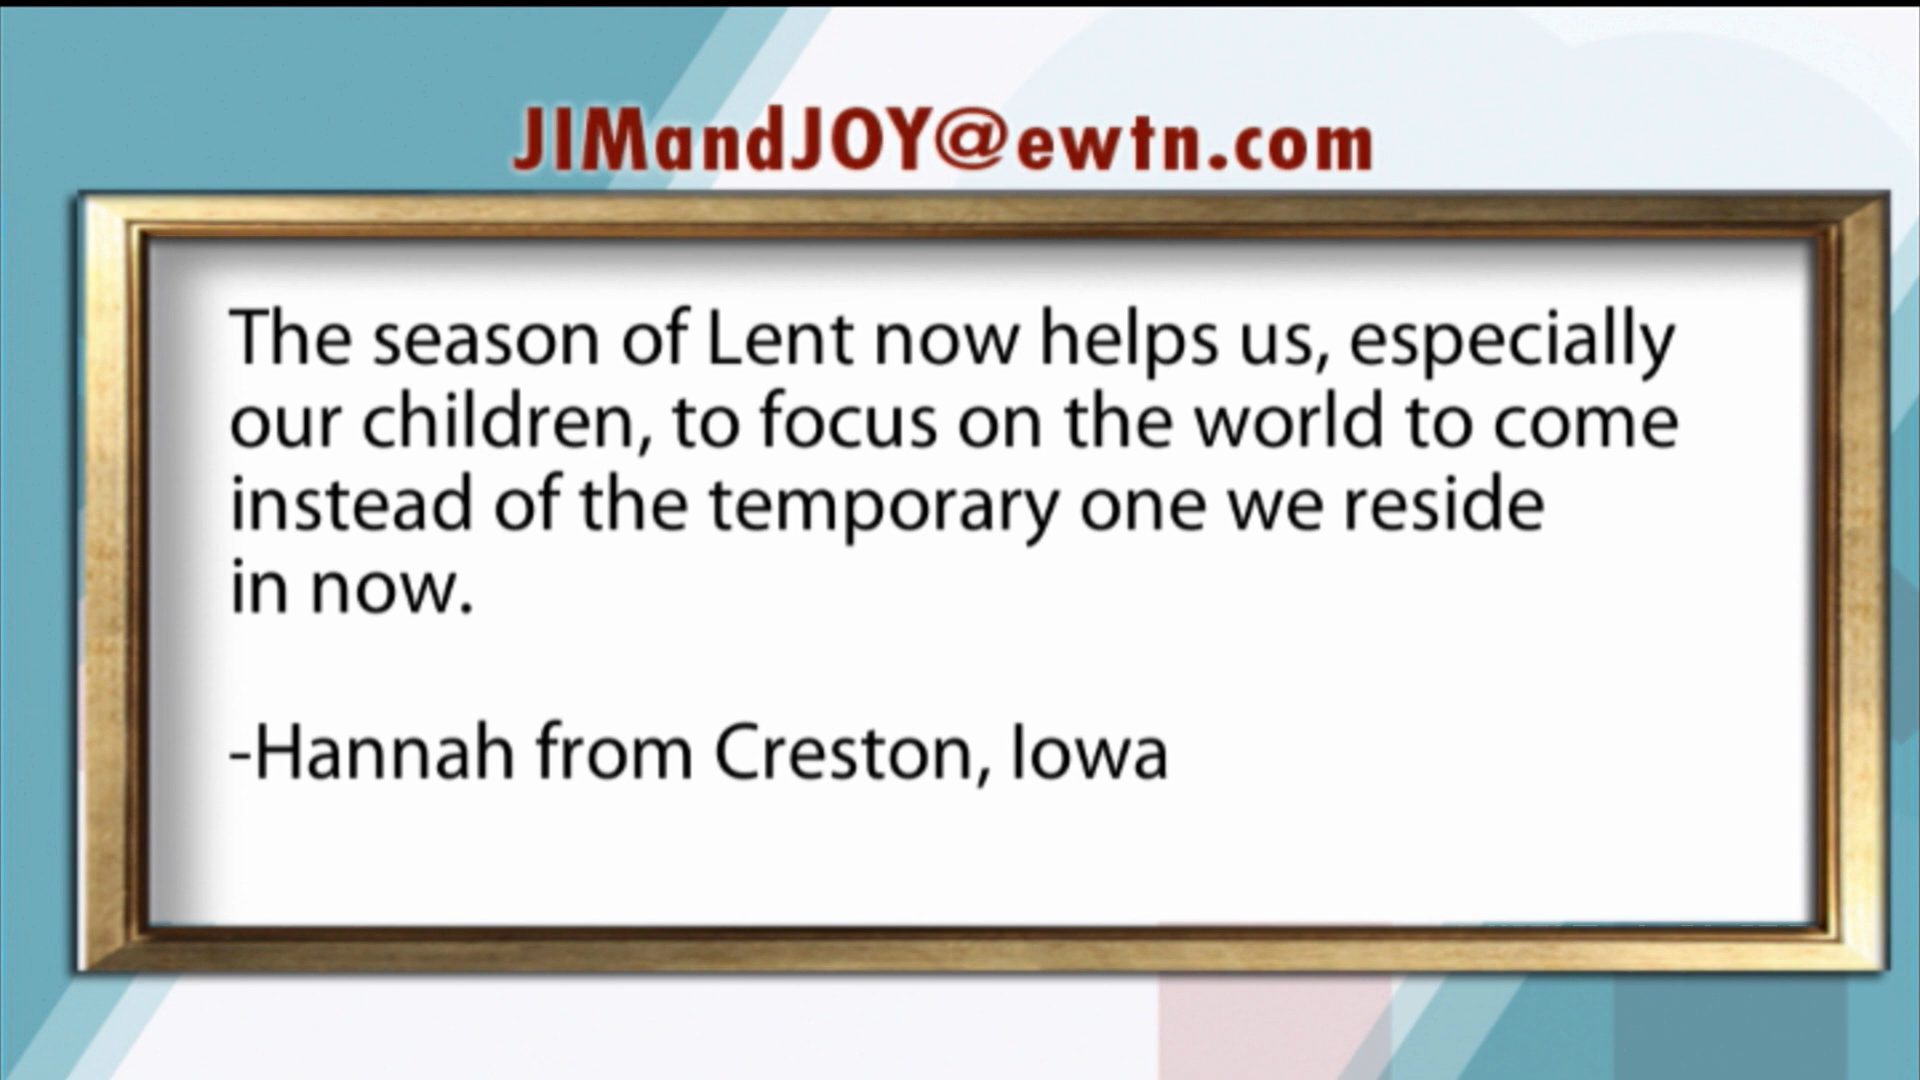 JIMandJOY@ewtn.com
The season of Lent now helps us, especially
our children, to focus on the world to come
instead of the temporary one we reside
in now.
-Hannah from Creston, Iowa